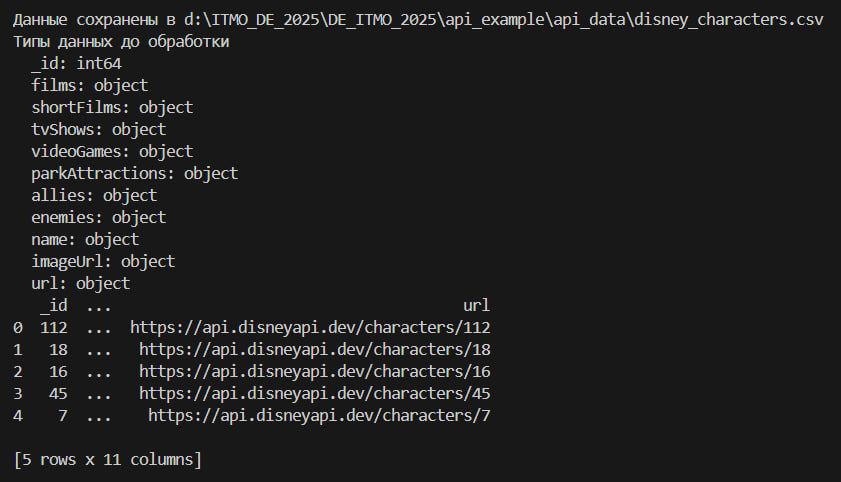 Данные сохранены в d:\ITMO_DE_2025\DE_ITMO_2025\api_example\api_data\disney_characters.csv
Типы данных до обработки
  _id: int64
  films: object
  shortFilms: object
  tvShows: object
  videoGames: object
  parkAttractions: object
  allies: object
  enemies: object
  name: object
  imageUrl: object
  url: object
   _id  ...                                       url
0  112  ...  https://api.disneyapi.dev/characters/112
1   18  ...   https://api.disneyapi.dev/characters/18
2   16  ...   https://api.disneyapi.dev/characters/16
3   45  ...   https://api.disneyapi.dev/characters/45
4    7  ...    https://api.disneyapi.dev/characters/7

[5 rows x 11 columns]